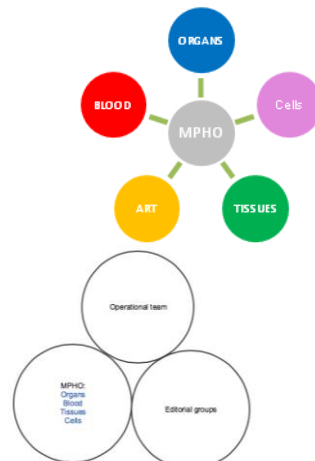 ORGANS
BLOOD
Cells
MPHO
ART
TISSUES
Operational team
MPHO:
Organs
Blood
Tissues
Cells
Editorial groups